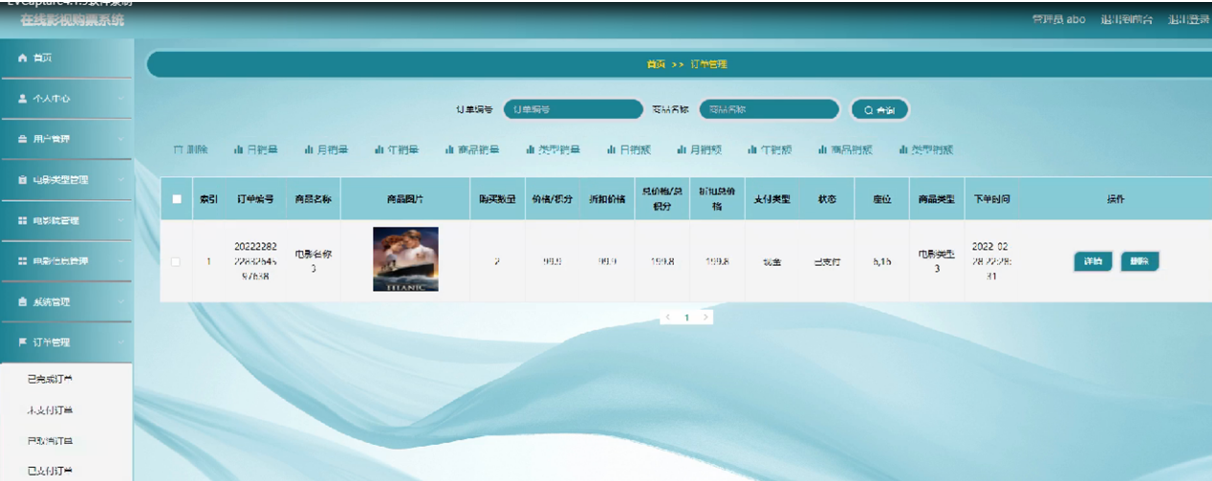 在线影视购票系统
管理员 abo 退出到前台 退出登录
首页
首页 >> 订单管理
个人中心
订单编号 订单编号 商品名称 商品名称 查询
用户管理
删除 日销量 月销量 年销量 商品销量 类型销量 日销额 月销额 年销额 商品销额 类型销额
电影类型管理
索引 订单编号 商品名称 商品图片 购买数量 价格/积分 折扣价格 总价格/总积分 折扣总价格 支付类型 状态 座位 商品类型 下单时间 操作
电影院管理
电影信息管理
1 电影名称3 TITANIC 2 99.9 99.9 199.8 199.8 现金 已支付 电影类型3 2022-02-28 22:28:31 详情 删除
系统管理
1
订单管理
已完成订单
未支付订单
已取消订单
已支付订单